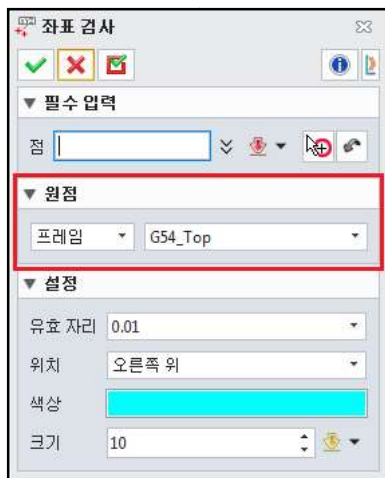 좌표 검사
필수 입력
점
원점
프레임 G54_Top
설정
유효 자리 0.01
위치 오른쪽 위
색상
크기 10